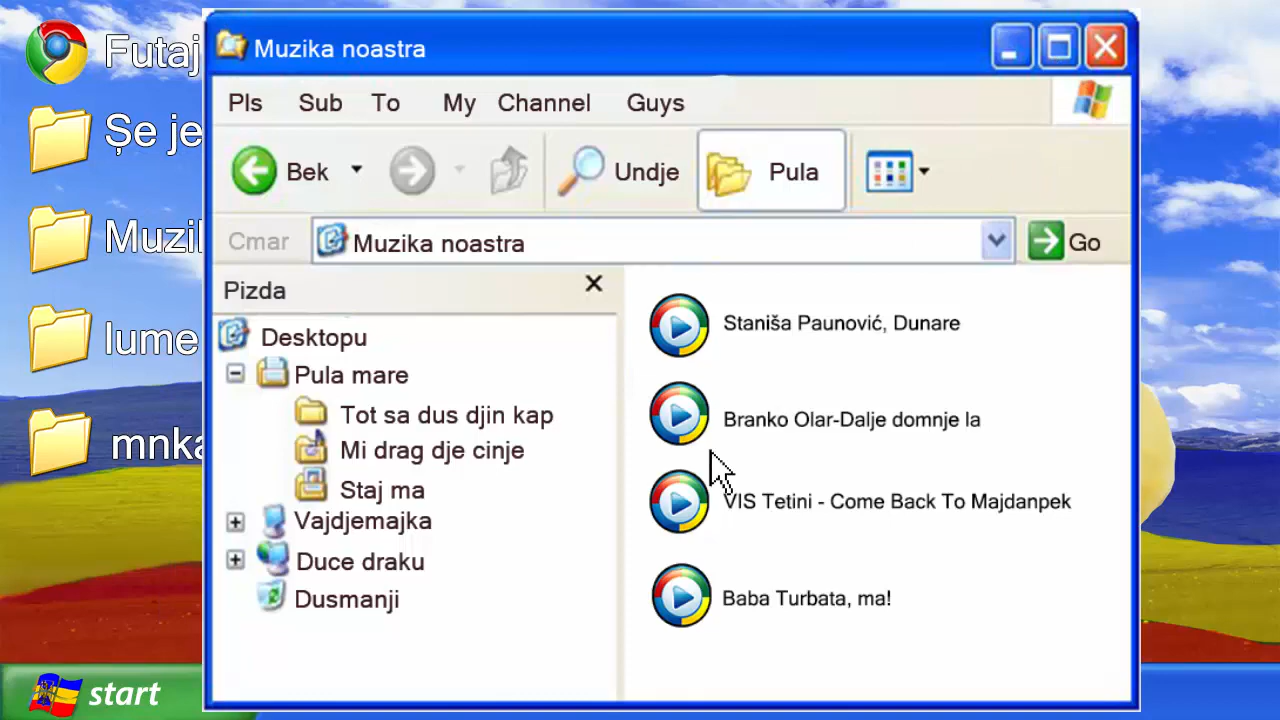 Futaj
Șe je
Muzi
lume
mnka
Muzika noastra
Pls Sub To My Channel Guys
Bek Undje Pula
Cmar Muzika noastra Go
Pizda
Desktopu
Pula mare
Tot sa dus djin kap
Mi drag dje cinje
Staj ma
Vajdjemajka
Duce draku
Dusmanji
Staniša Paunović, Dunare
Branko Olar-Dalje domnje la
VIS Tetini - Come Back To Majdanpek
Baba Turbata, ma!
start